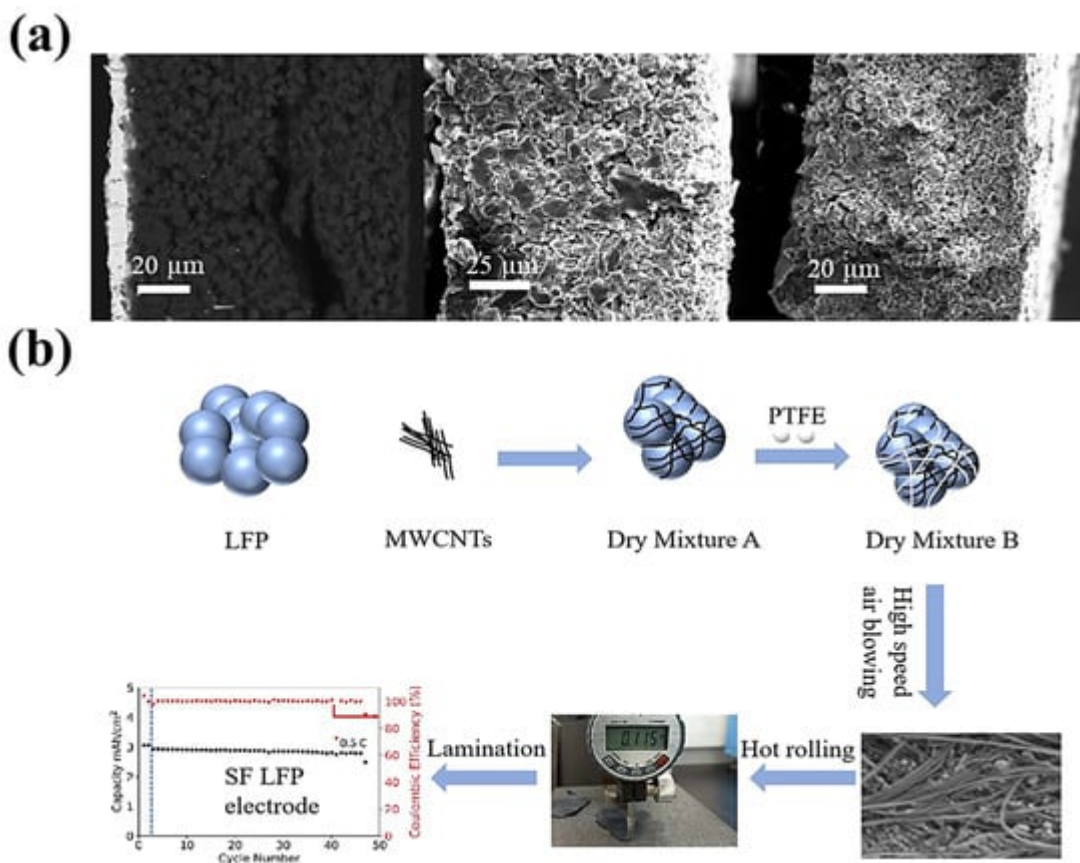 (a)
20 μm
25 μm
20 μm
(b)
PTFE
LFP
MWCNTs
Dry Mixture A
Dry Mixture B
High speed
air blowing
Hot rolling
0.115
Lamination
5
4
3
2
1
0
Capacity mAh/cm²
0.5 C
SF LFP
electrode
100
80
60
40
20
0
Coulombic Efficiency (%)
10
20
30
40
50
Cycle Number